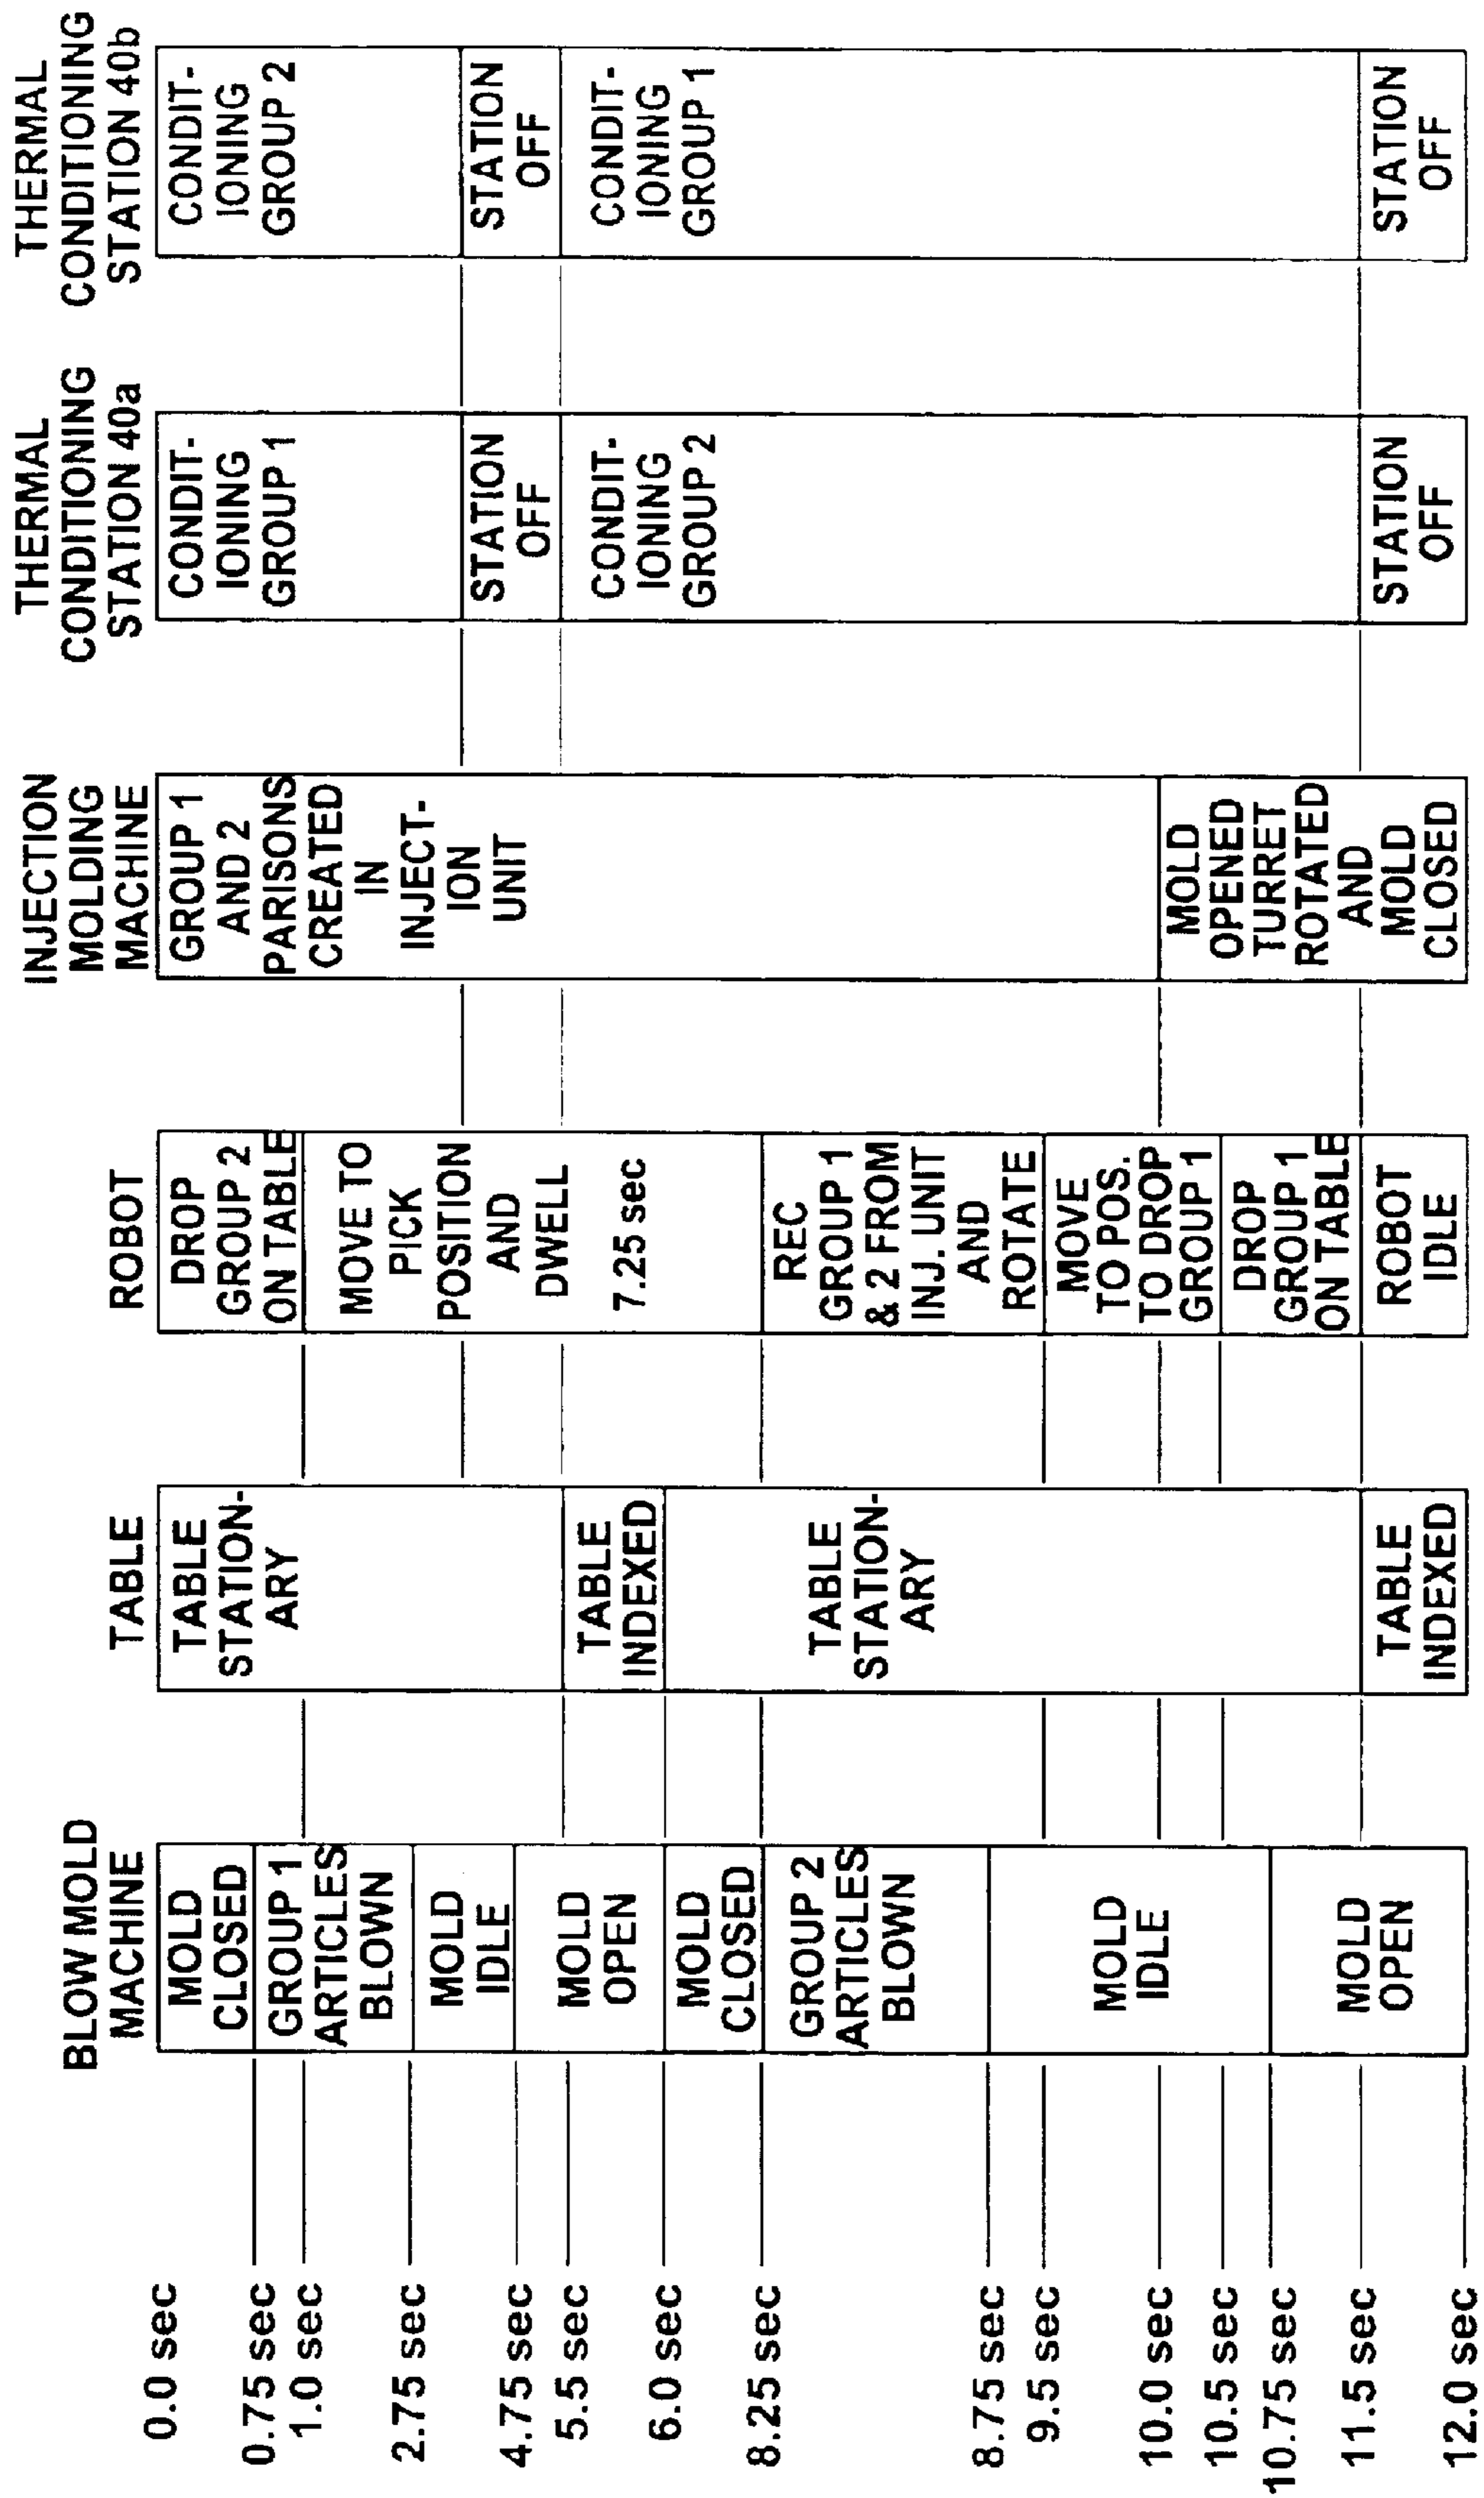 BLOW MOLD
MACHINE
MOLD
CLOSED
GROUP 1
ARTICLES
BLOWN
MOLD
IDLE
MOLD
OPEN
MOLD
CLOSED
GROUP 2
ARTICLES
BLOWN
MOLD
IDLE
MOLD
OPEN
TABLE
TABLE
STATION-
ARY
TABLE
INDEXED
TABLE
STATION-
ARY
TABLE
INDEXED
ROBOT
DROP
GROUP 2
ON TABLE
MOVE TO
PICK
POSITION
AND
DWELL
7.25 sec
REC
GROUP 1
& 2 FROM
INJ. UNIT
AND
ROTATE
MOVE
TO POS.
TO DROP
GROUP 1
DROP
GROUP 1
ON TABLE
ROBOT
IDLE
INJECTION
MOLDING
MACHINE
GROUP 1
AND 2
PARISONS
CREATED
IN
INJECT-
ION
UNIT
MOLD
OPENED
TURRET
ROTATED
AND
MOLD
CLOSED
THERMAL
CONDITIONING
STATION 40a
CONDIT-
IONING
GROUP 1
STATION
OFF
CONDIT-
IONING
GROUP 2
STATION
OFF
THERMAL
CONDITIONING
STATION 40b
CONDIT-
IONING
GROUP 2
STATION
OFF
CONDIT-
IONING
GROUP 1
STATION
OFF
0.0 sec
0.75 sec
1.0 sec
2.75 sec
4.75 sec
5.5 sec
6.0 sec
8.25 sec
8.75 sec
9.5 sec
10.0 sec
10.5 sec
10.75 sec
11.5 sec
12.0 sec